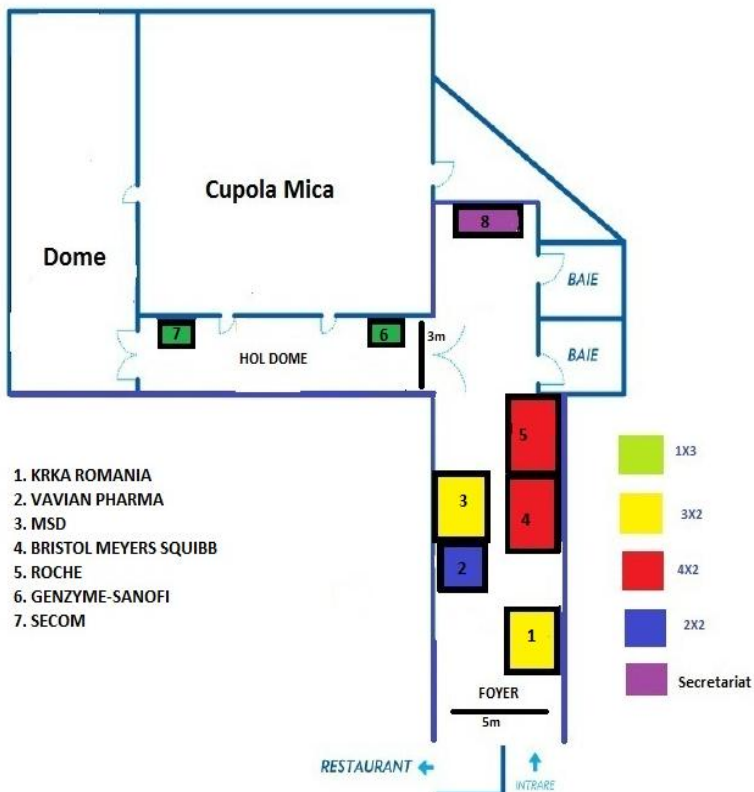 Cupola Mica
8
Dome
BAIE
7
6
3m
HOL DOME
BAIE
5
1X3
1. KRKA ROMANIA
2. VAVIAN PHARMA
3. MSD
4. BRISTOL MEYERS SQUIBB
5. ROCHE
6. GENZYME-SANOFI
7. SECOM
3
4
3X2
2
4X2
1
2X2
Secretariat
FOYER
5m
RESTAURANT
INTRARE